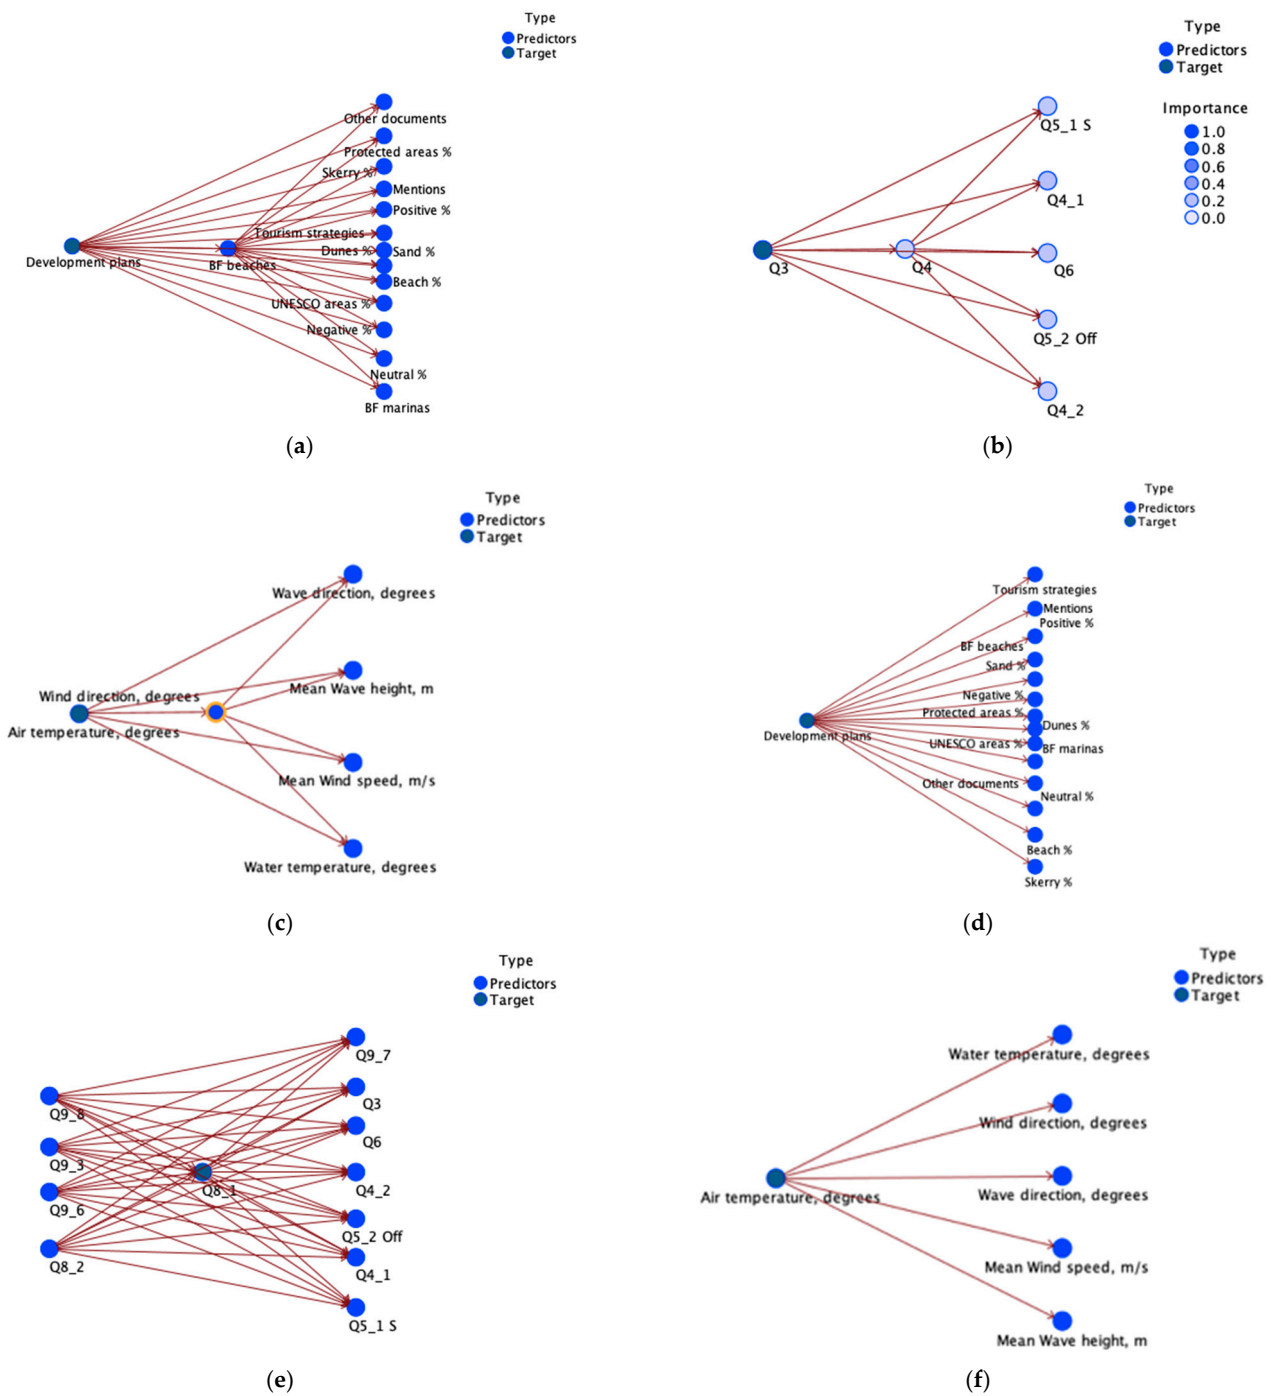 Type
Predictors
Target
Other documents
Protected areas %
Skerry %
Mentions
Positive %
Tourism strategies
Dunes %
Sand %
Development plans
BF beaches
Beach %
UNESCO areas %
Negative %
Neutral %
BF marinas
(a)
Type
Predictors
Target
Importance
1.0
0.8
0.6
0.4
0.2
0.0
Q5_1 S
Q4_1
Q3
Q4
Q6
Q5_2 Off
Q4_2
(b)
Type
Predictors
Target
Wave direction, degrees
Mean Wave height, m
Wind direction, degrees
Air temperature, degrees
Mean Wind speed, m/s
Water temperature, degrees
(c)
Type
Predictors
Target
Tourism strategies
Mentions
Positive %
BF beaches
Sand %
Negative %
Protected areas %
Dunes %
Development plans
UNESCO areas %
BF marinas
Other documents
Neutral %
Beach %
Skerry %
(d)
Type
Predictors
Target
Q9_7
Q9_8
Q3
Q6
Q9_3
Q8_1
Q4_2
Q9_6
Q5_2 Off
Q8_2
Q4_1
Q5_1 S
(e)
Type
Predictors
Target
Water temperature, degrees
Wind direction, degrees
Air temperature, degrees
Wave direction, degrees
Mean Wind speed, m/s
Mean Wave height, m
(f)